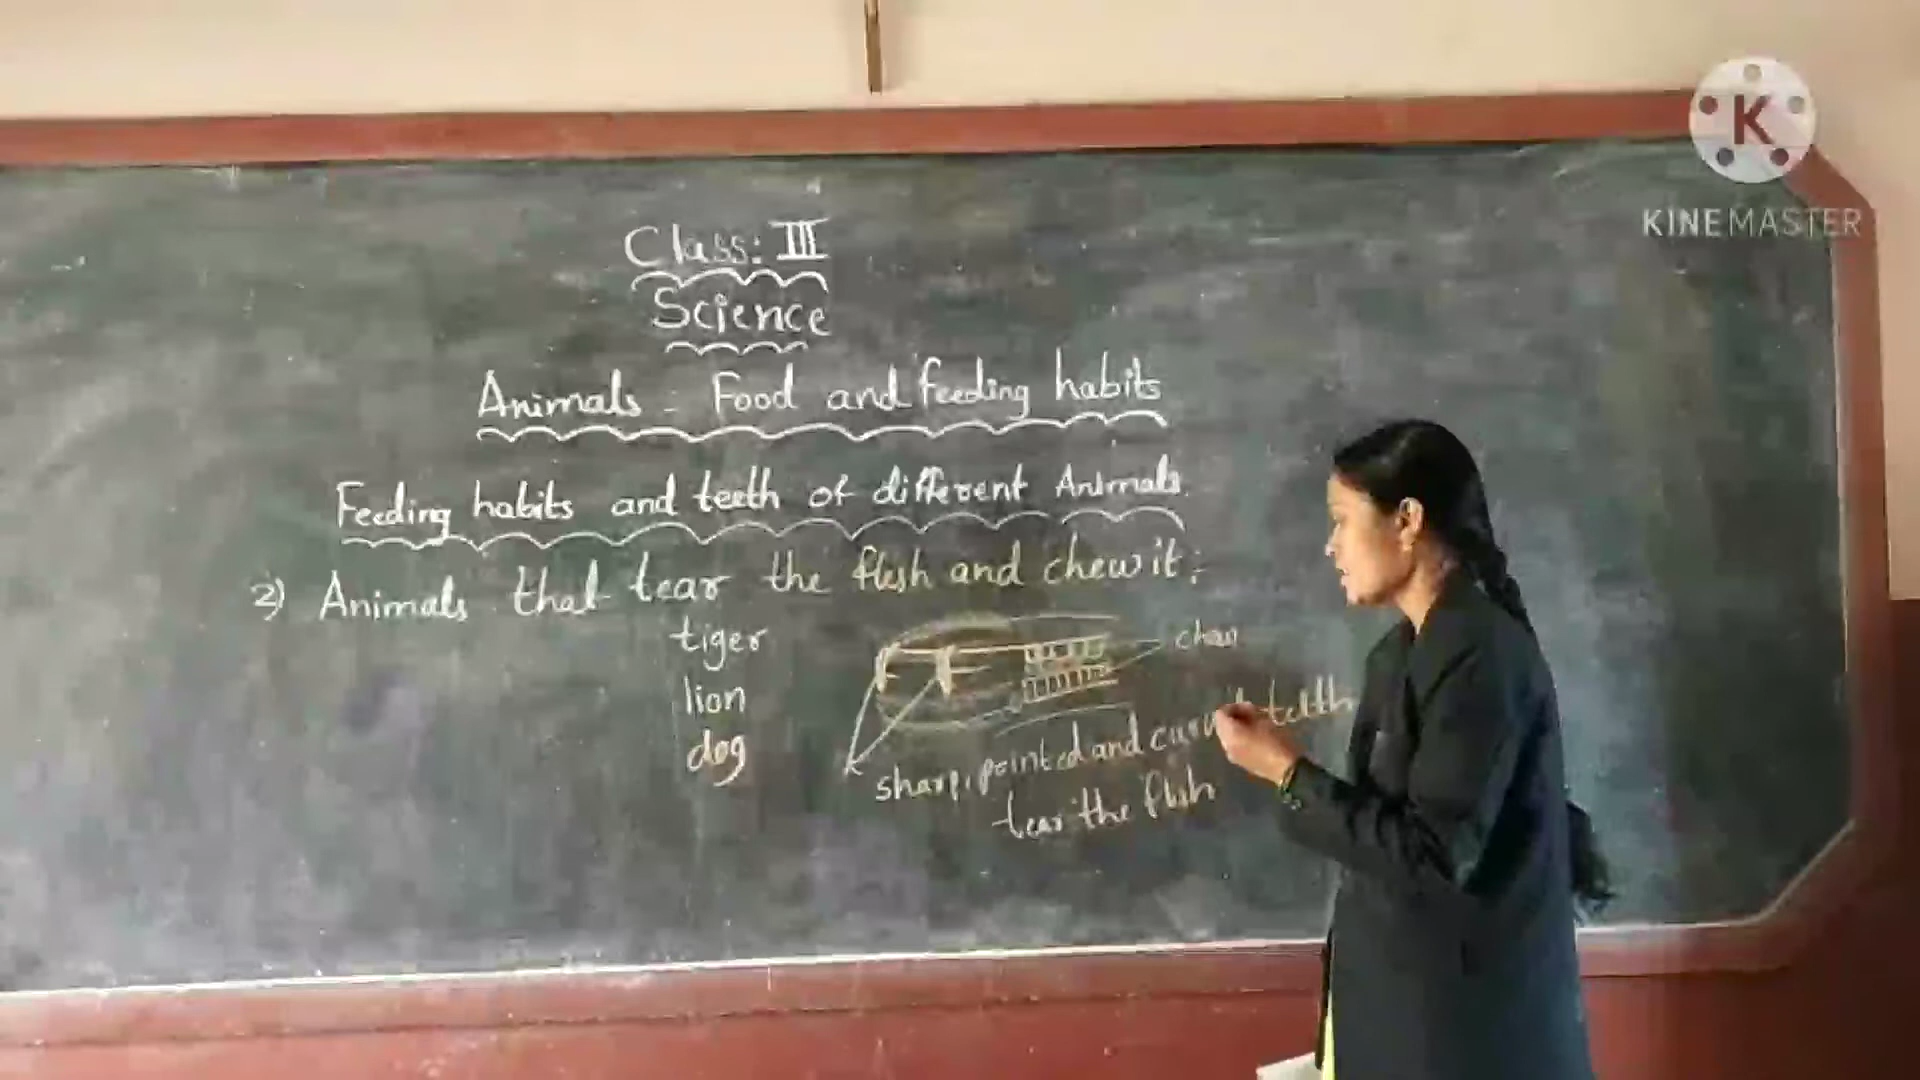 K
KINEMASTER
Class: III
Science
Animals - Food and feeding habits
Feeding habits and teeth of different Animals.
2) Animals that tear the flesh and chew it:
tiger
lion
dog
sharp, pointed and teeth
tear the flesh